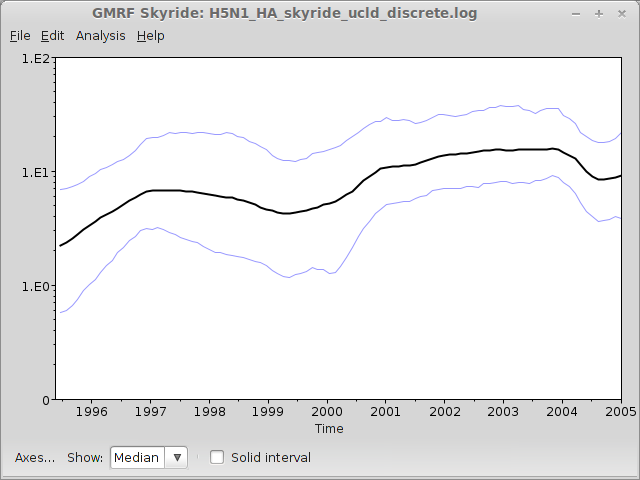 GMRF Skyride: H5N1_HA_skyride_ucld_discrete.log
File Edit Analysis Help
1.E2
1.E1
1.E0
0
1996 1997 1998 1999 2000 2001 2002 2003 2004 2005
Time
Axes... Show: Median Solid interval